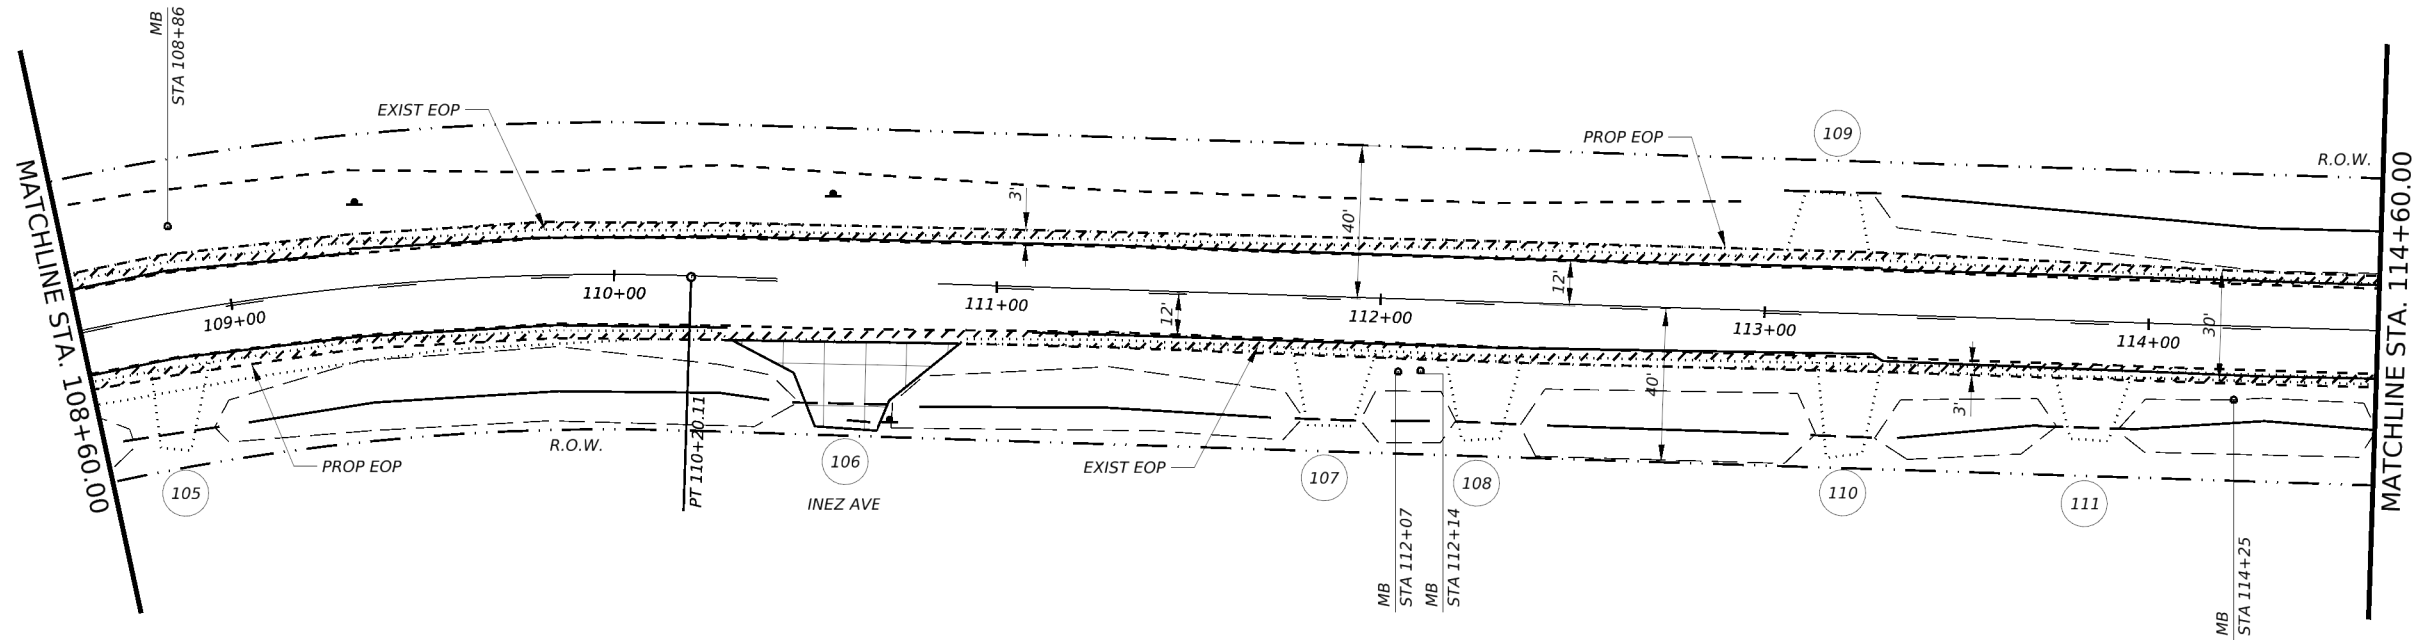 MB
STA 108+86
EXIST EOP
PROP EOP
109
R.O.W.
MATCHLINE STA. 108+60.00
MATCHLINE STA. 114+60.00
3'
40'
12'
12'
30'
109+00
110+00
111+00
112+00
113+00
114+00
40'
3'
PT 110+20.11
R.O.W.
PROP EOP
EXIST EOP
105
106
INEZ AVE
107
108
110
111
MB
STA 112+07
MB
STA 112+14
MB
STA 114+25